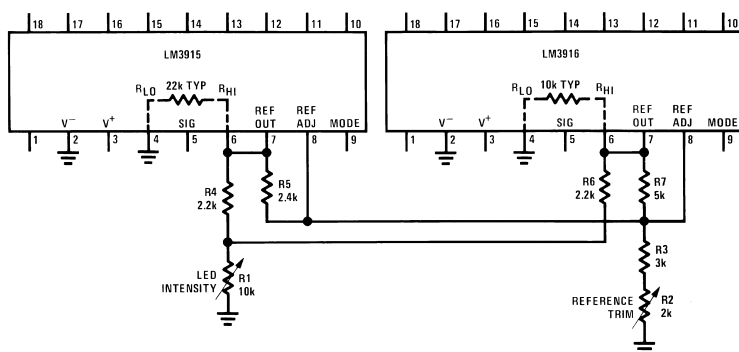 18 17 16 15 14 13 12 11 10
LM3915
RLO 22k TYP RHI
V− V+ SIG REF OUT REF ADJ MODE
1 2 3 4 5 6 7 8 9
R4
2.2k
R5
2.4k
LED
INTENSITY
R1
10k
18 17 16 15 14 13 12 11 10
LM3916
RLO 10k TYP RHI
V− V+ SIG REF OUT REF ADJ MODE
1 2 3 4 5 6 7 8 9
R6
2.2k
R7
5k
R3
3k
REFERENCE
TRIM
R2
2k